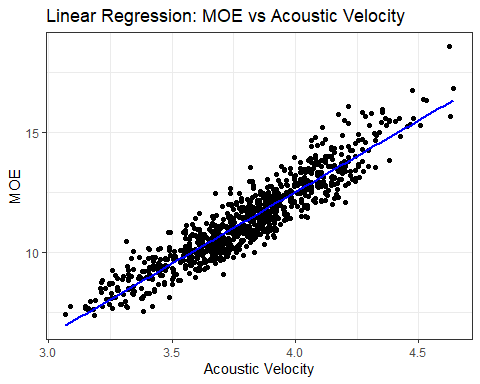 Linear Regression: MOE vs Acoustic Velocity
MOE
15
10
3.0 3.5 4.0 4.5
Acoustic Velocity